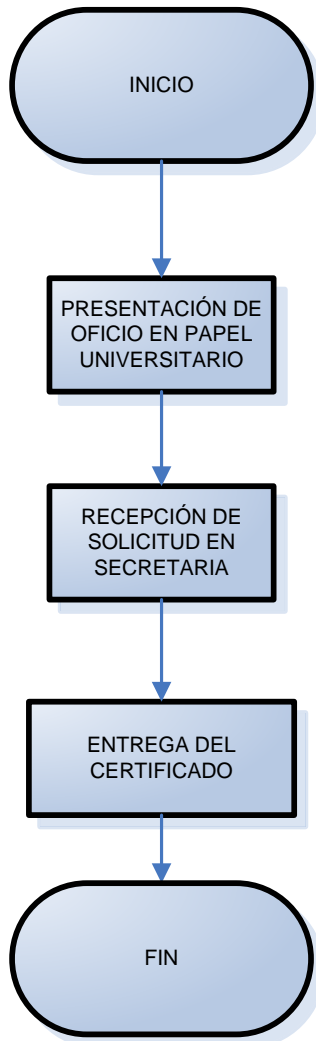 INICIO
PRESENTACIÓN DE
OFICIO EN PAPEL
UNIVERSITARIO
RECEPCIÓN DE
SOLICITUD EN
SECRETARIA
ENTREGA DEL
CERTIFICADO
FIN